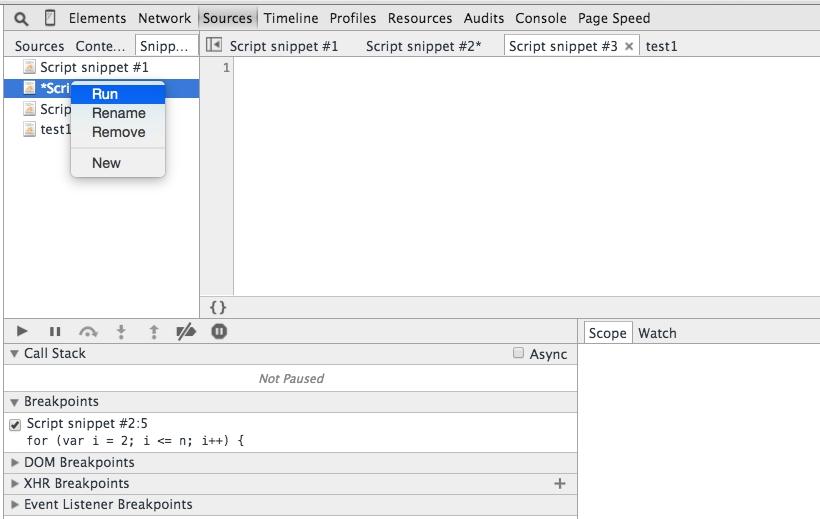 Elements Network Sources Timeline Profiles Resources Audits Console Page Speed
Sources Conte... Snipp... Script snippet #1 Script snippet #2* Script snippet #3 × test1
Script snippet #1
*Scri
Scrip
test1
Run
Rename
Remove
New
1
{}
Scope Watch
Call Stack Async
Not Paused
Breakpoints
Script snippet #2:5
for (var i = 2; i <= n; i++) {
DOM Breakpoints
XHR Breakpoints +
Event Listener Breakpoints